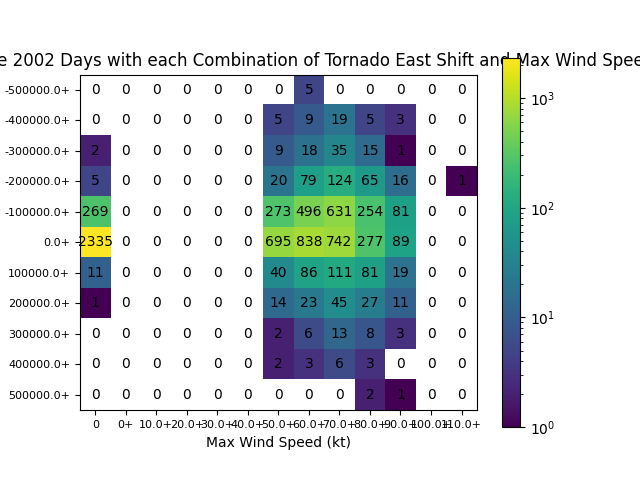 e 2002 Days with each Combination of Tornado East Shift and Max Wind Spee
-500000.0+ 0 0 0 0 0 0 0 5 0 0 0 0 0
-400000.0+ 0 0 0 0 0 0 5 9 19 5 3 0 0
-300000.0+ 2 0 0 0 0 0 9 18 35 15 1 0 0
-200000.0+ 5 0 0 0 0 0 20 79 124 65 16 0 1
-100000.0+ 269 0 0 0 0 0 273 496 631 254 81 0 0
0.0+ 2335 0 0 0 0 0 695 838 742 277 89 0 0
100000.0+ 11 0 0 0 0 0 40 86 111 81 19 0 0
200000.0+ 1 0 0 0 0 0 14 23 45 27 11 0 0
300000.0+ 0 0 0 0 0 0 2 6 13 8 3 0 0
400000.0+ 0 0 0 0 0 0 2 3 6 3 0 0 0
500000.0+ 0 0 0 0 0 0 0 0 0 2 1 0 0
0 0+ 10.0+ 20.0+ 30.0+ 40.0+ 50.0+ 60.0+ 70.0+ 80.0+ 90.0+ 100.0+ 110.0+
Max Wind Speed (kt)
10³
10²
10¹
10⁰